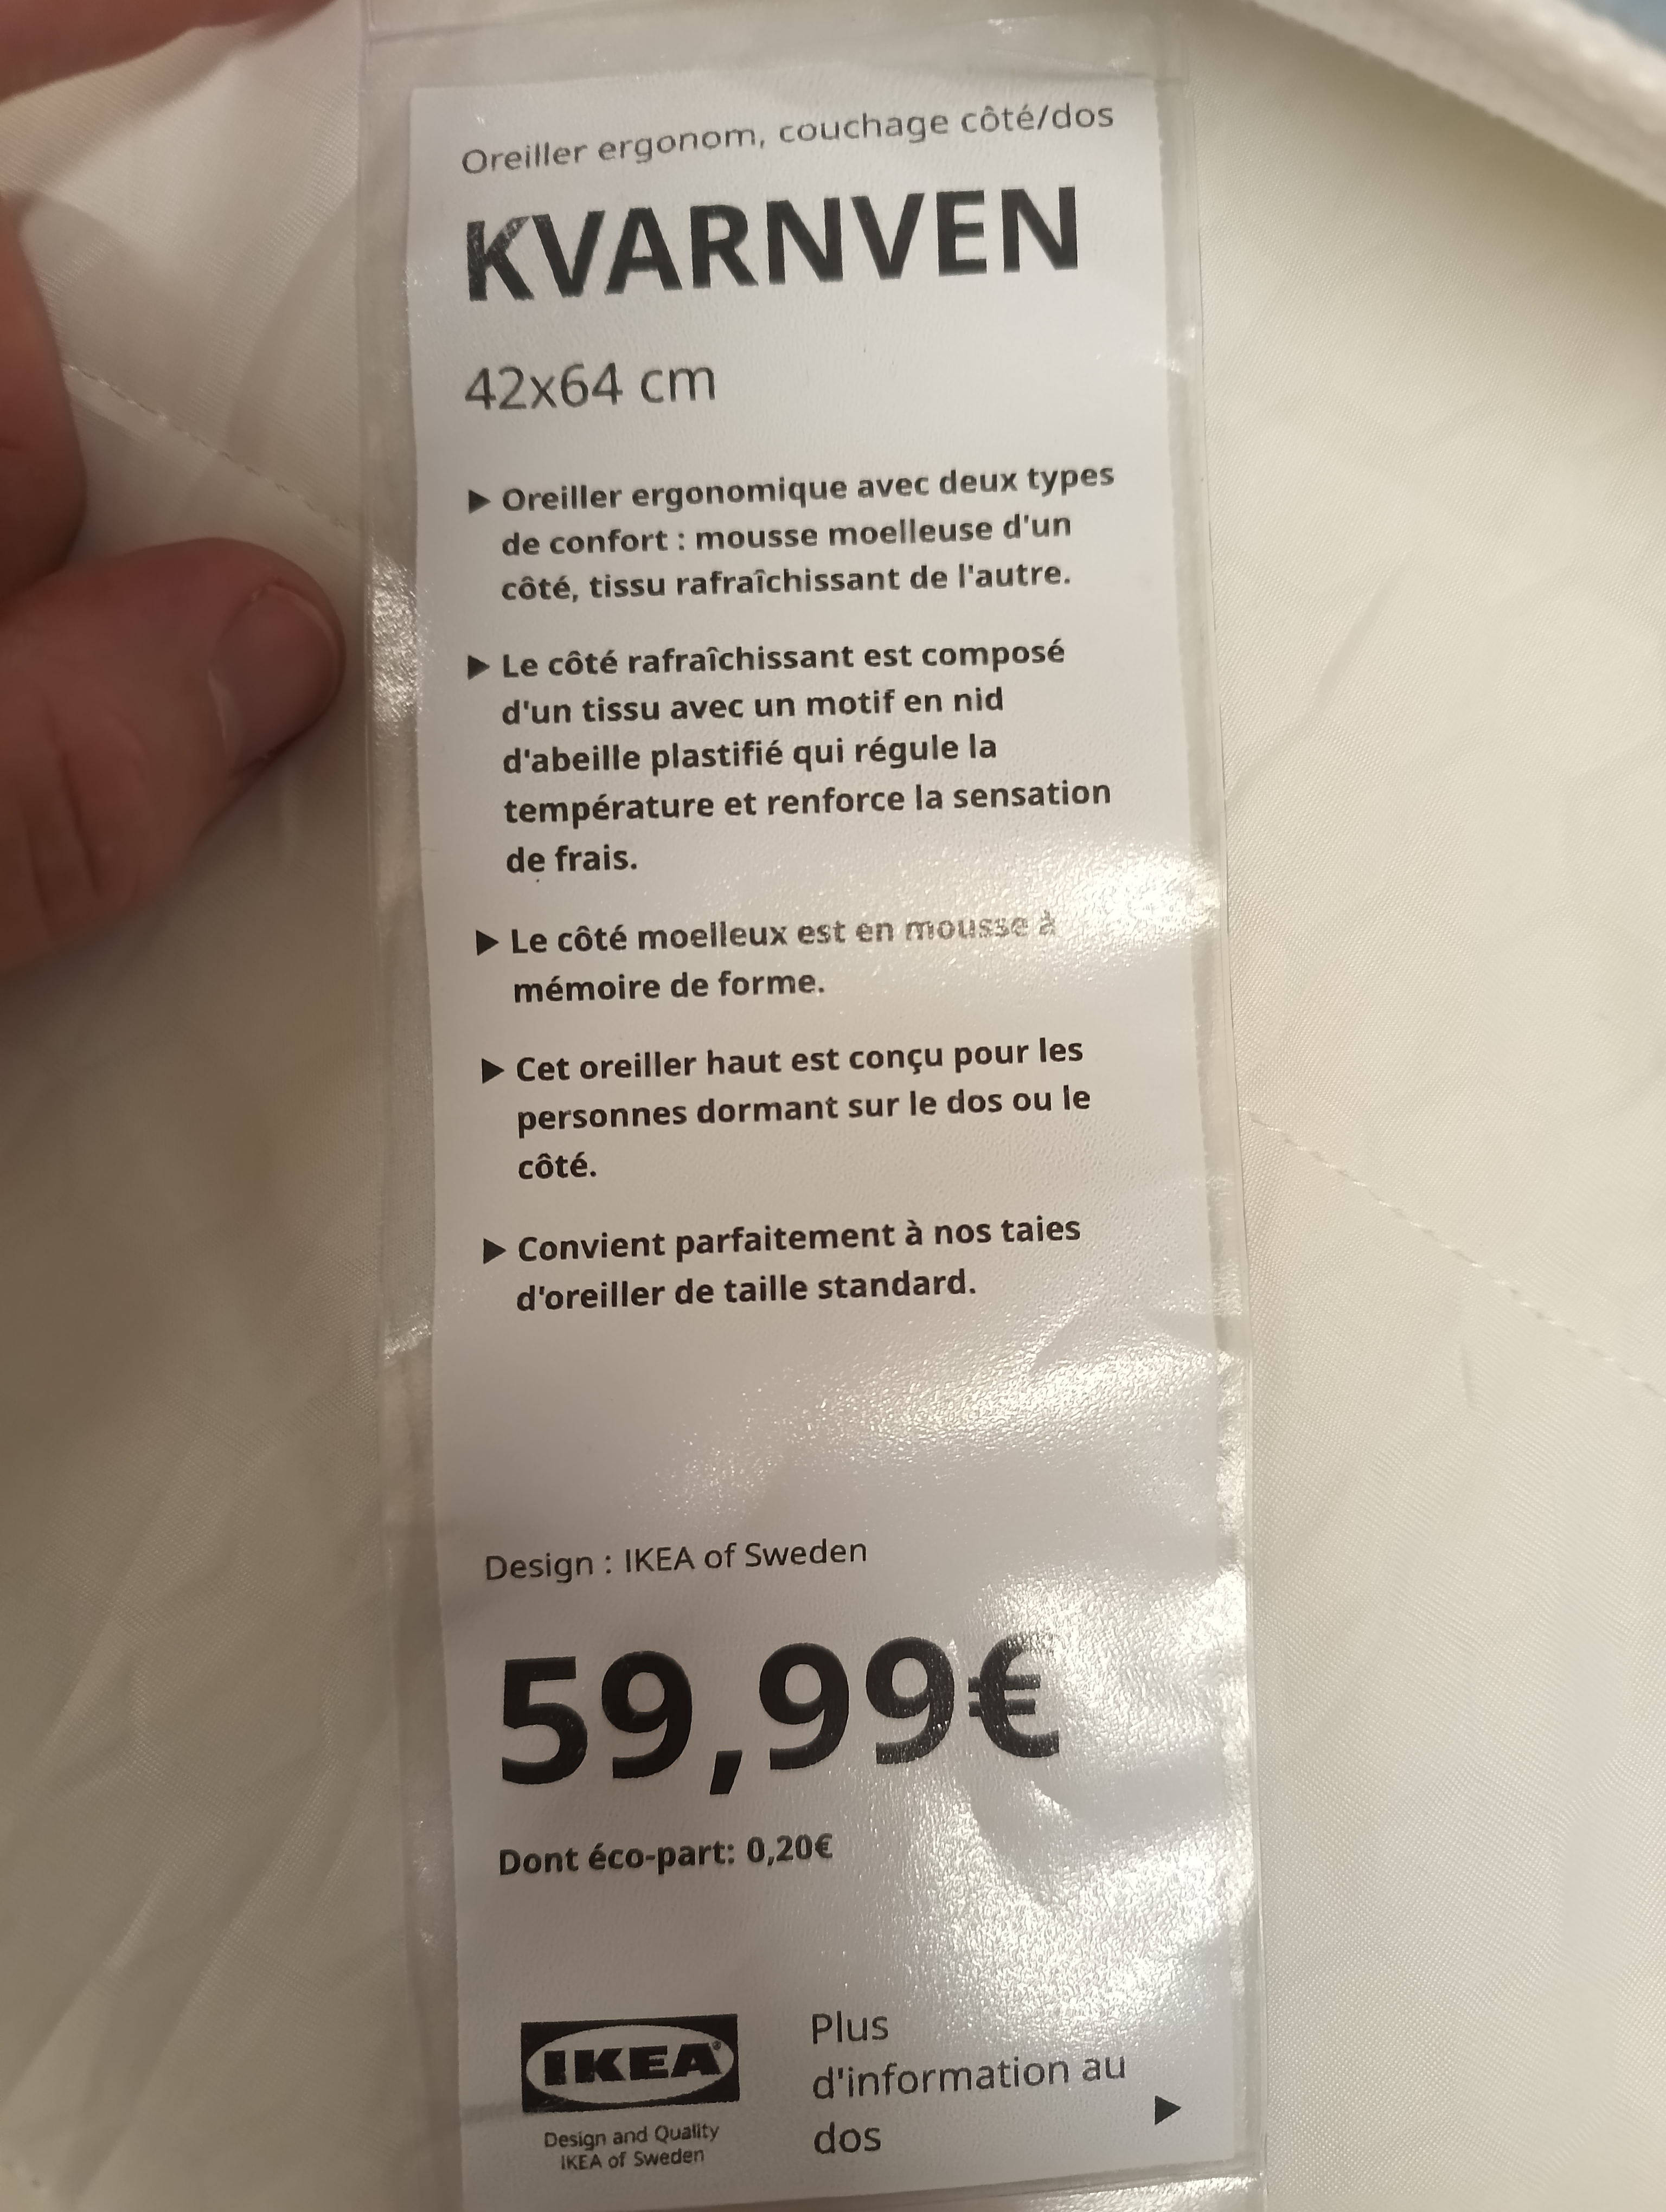 Oreiller ergonom, couchage côté/dos
KVARNVEN
42x64 cm
▶ Oreiller ergonomique avec deux types
de confort : mousse moelleuse d'un
côté, tissu rafraîchissant de l'autre.
▶ Le côté rafraîchissant est composé
d'un tissu avec un motif en nid
d'abeille plastifié qui régule la
température et renforce la sensation
de frais.
▶ Le côté moelleux est en mousse à
mémoire de forme.
▶ Cet oreiller haut est conçu pour les
personnes dormant sur le dos ou le
côté.
▶ Convient parfaitement à nos taies
d'oreiller de taille standard.
Design : IKEA of Sweden
59,99€
Dont éco-part: 0,20€
IKEA®
Design and Quality
IKEA of Sweden
Plus
d'information au
dos ▶